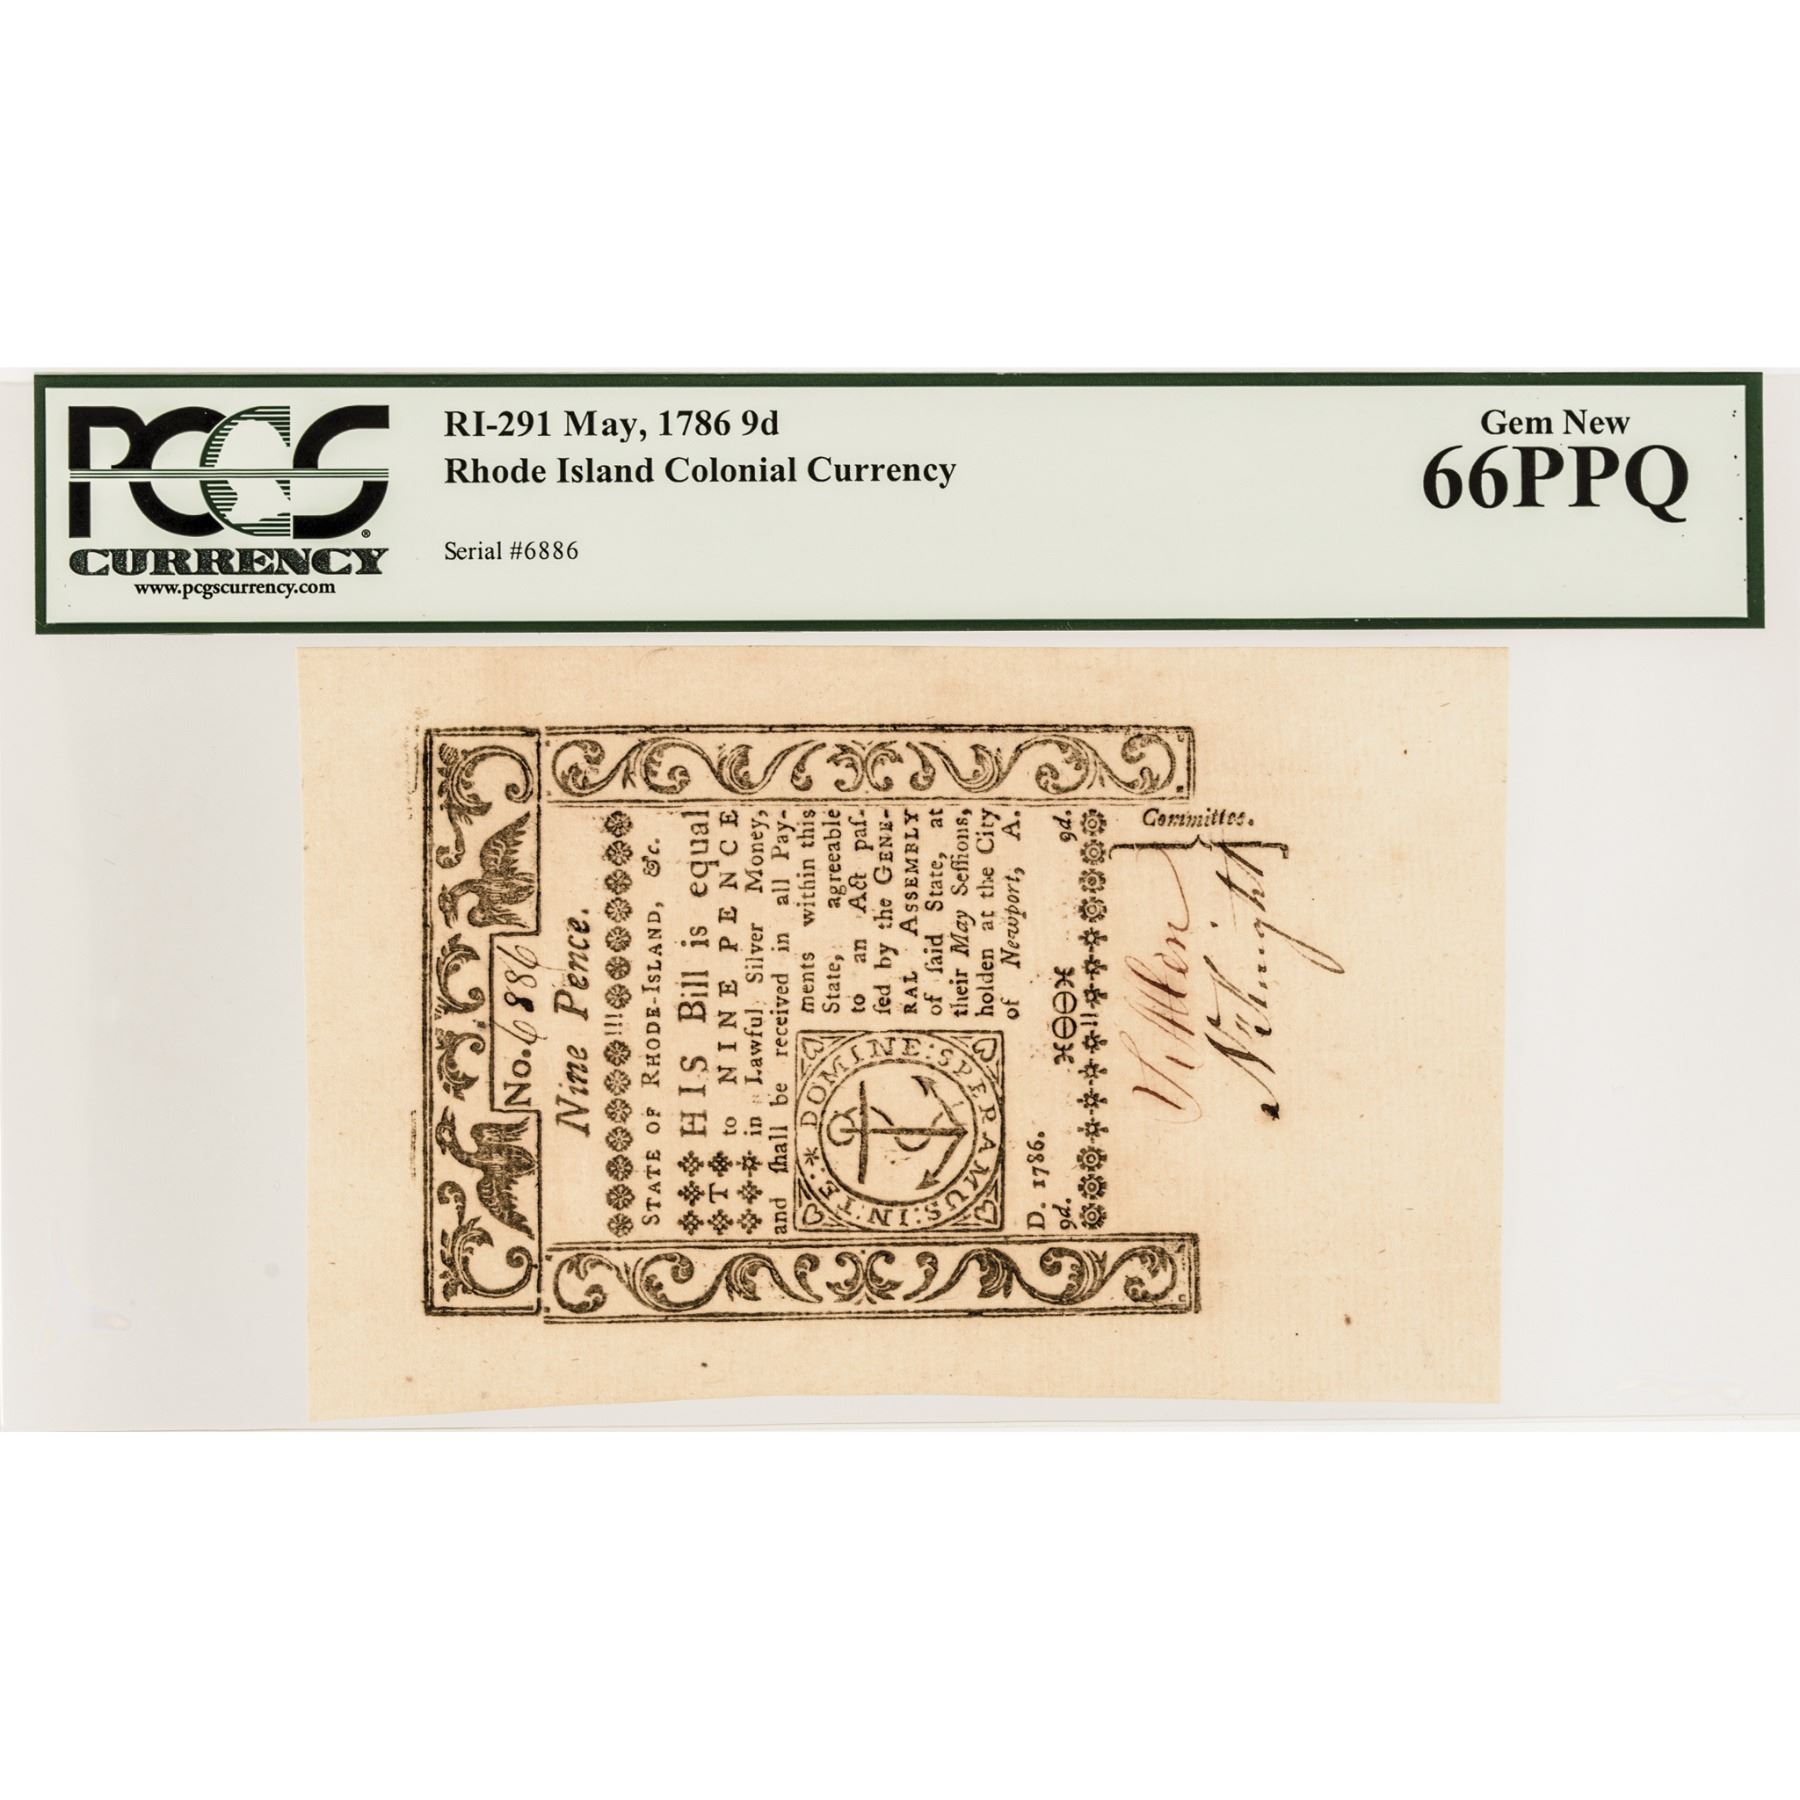 PCGS
CURRENCY
www.pcgscurrency.com
RI-291 May, 1786 9d
Rhode Island Colonial Currency
Serial #6886
Gem New
66PPQ
No. 6886
Nine Pence.
STATE OF RHODE-ISLAND, &c.
THIS Bill is equal
to NINE PENCE
in Lawful Silver Money,
and ſhall be received in all Pay-
ments within this
State, agreeable
to an Act paſ-
ſed by the GENE-
RAL ASSEMBLY
of ſaid State, at
their May Seſſions,
holden at the City
of Newport, A.
D. 1786.
9d. 9d.
DOMINE:SPERAMUS:IN:TE:
Committee.